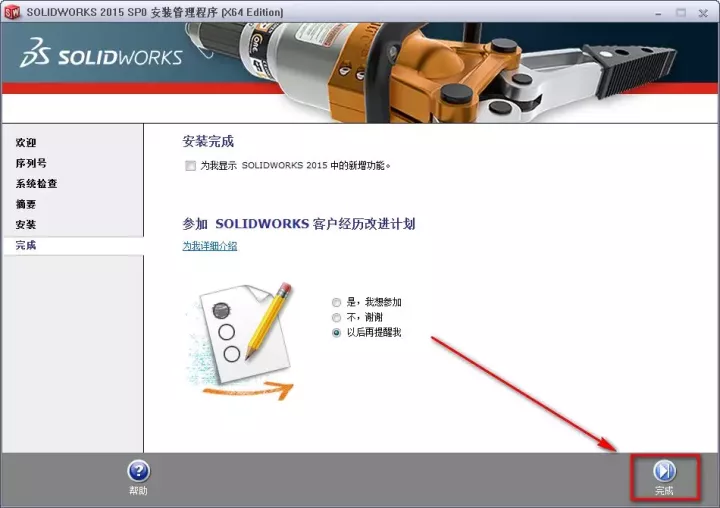 SOLIDWORKS 2015 SP0 安装管理程序 (X64 Edition)
SOLIDWORKS
欢迎
序列号
系统检查
摘要
安装
完成
安装完成
为我显示 SOLIDWORKS 2015 中的新增功能。
参加 SOLIDWORKS 客户经历改进计划
为我详细介绍
是，我想参加
不，谢谢
以后再提醒我
帮助
完成